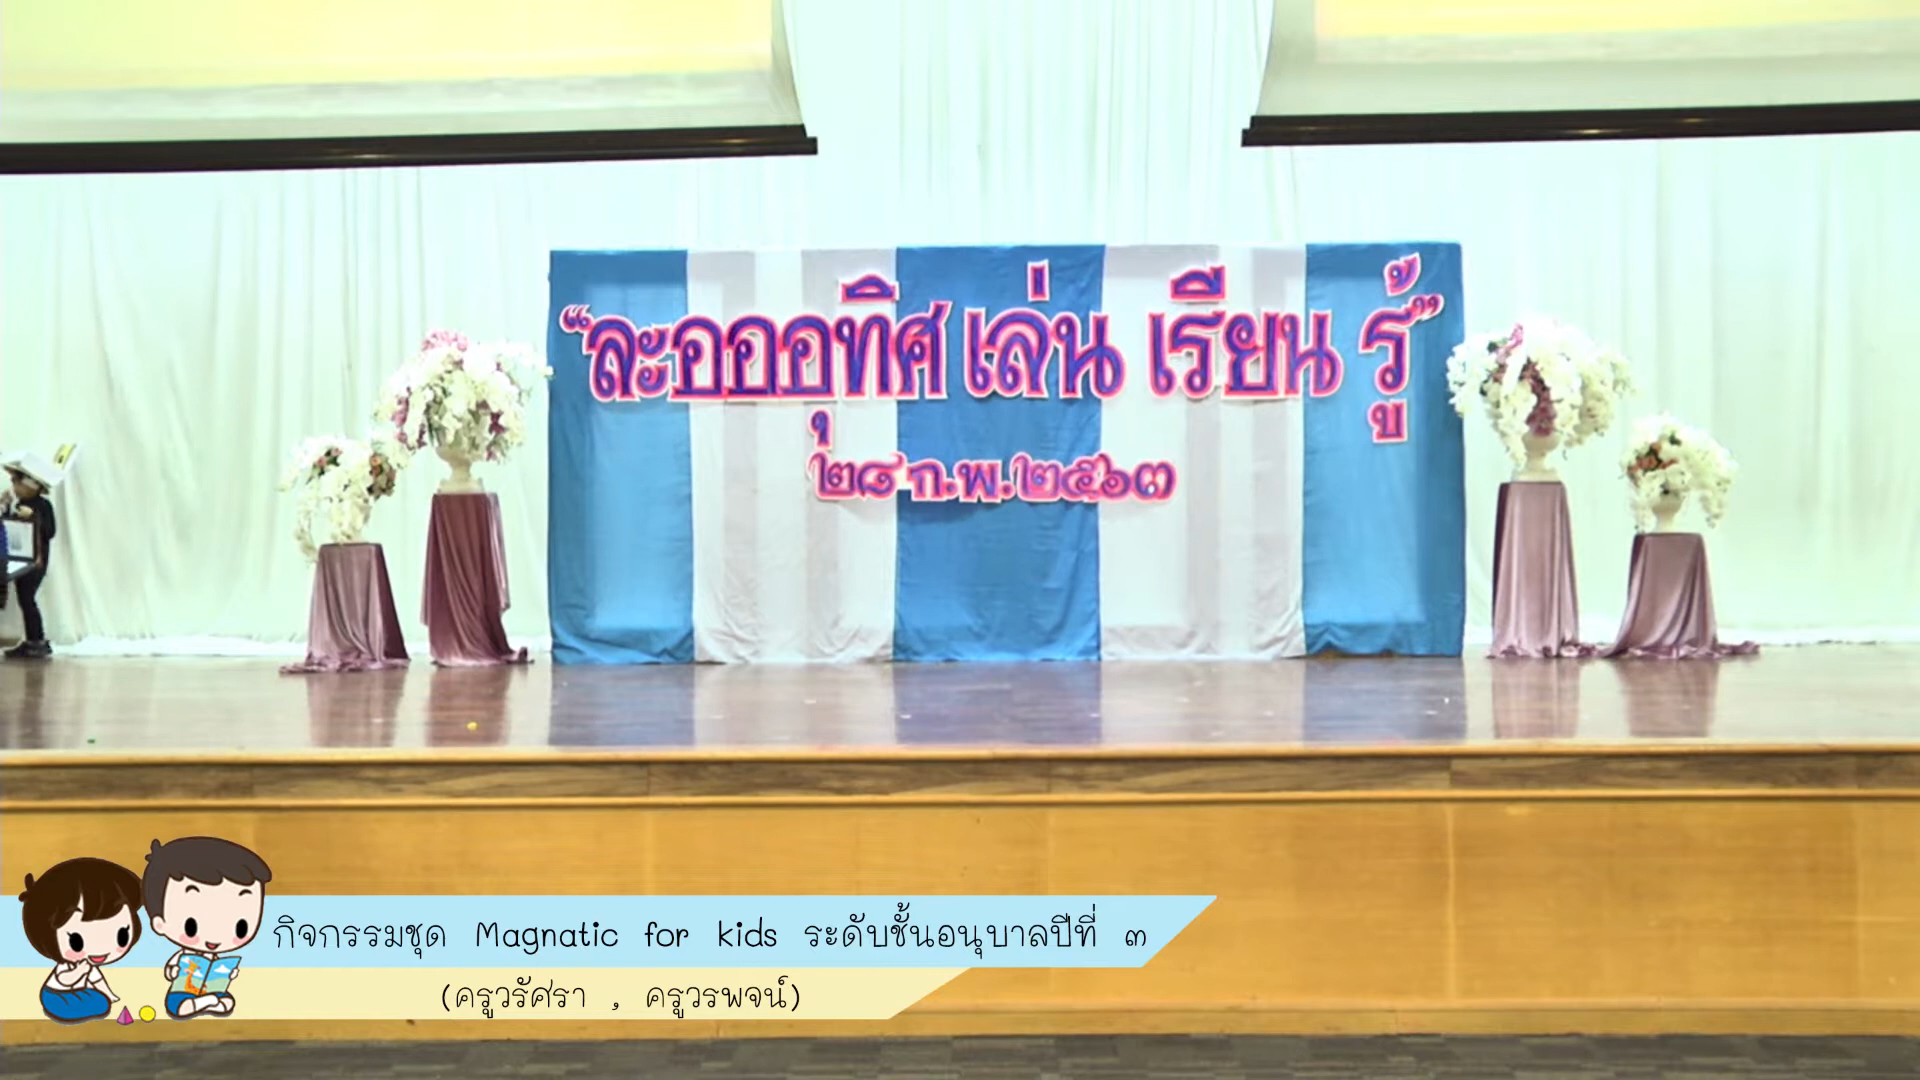 “ละอออุทิศ เล่น เรียน รู้”
๒๘ ก.พ. ๒๕๖๓
กิจกรรมชุด Magnatic for kids ระดับชั้นอนุบาลปีที่ ๓
(ครูวรัศรา , ครูวรพจน์)